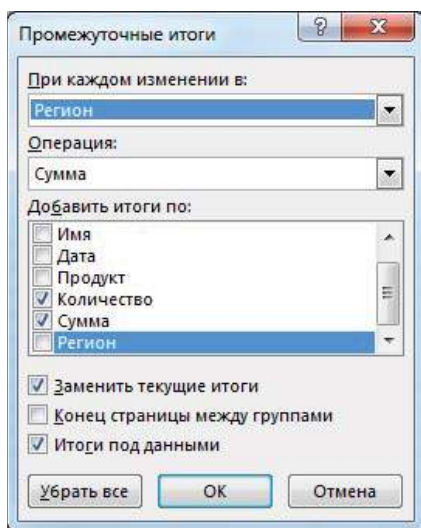 Промежуточные итоги
При каждом изменении в:
Регион
Операция:
Сумма
Добавить итоги по:
Имя
Дата
Продукт
Количество
Сумма
Регион
Заменить текущие итоги
Конец страницы между группами
Итоги под данными
Убрать все ОК Отмена